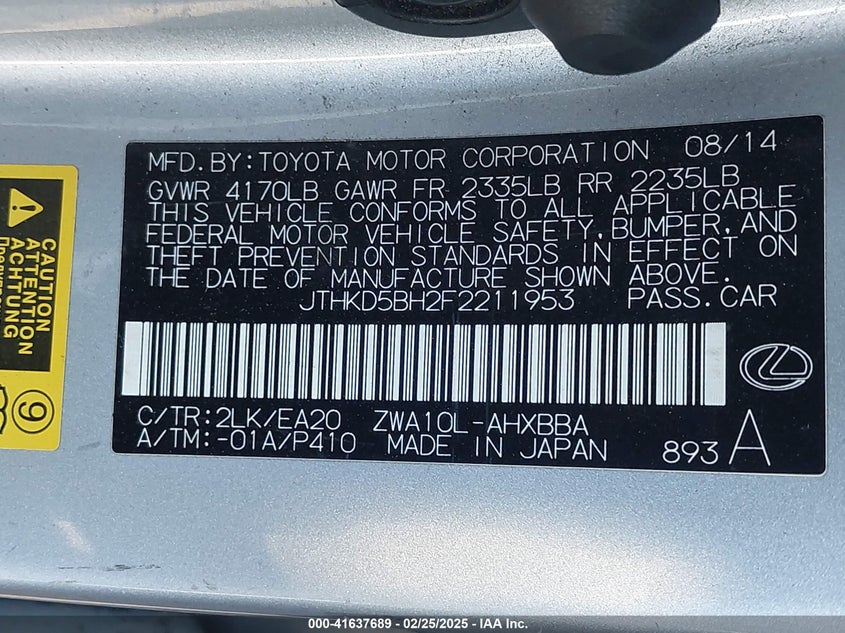 MFD.BY:TOYOTA MOTOR CORPORATION 08/14
GVWR 4170LB GAWR FR 2335LB RR 2235LB
THIS VEHICLE CONFORMS TO ALL APPLICABLE
FEDERAL MOTOR VEHICLE SAFETY,BUMPER,AND
THEFT PREVENTION STANDARDS IN EFFECT ON
THE DATE OF MANUFACTURE SHOWN ABOVE.
JTHKD5BH2F2211953 PASS.CAR
C/TR:2LK/EA20 ZWA10L-AHXBBA
A/TM:-01A/P410 MADE IN JAPAN 893 A
CAUTION
ATTENTION
ACHTUNG
9
000-41637689 - 02/25/2025 - IAA Inc.